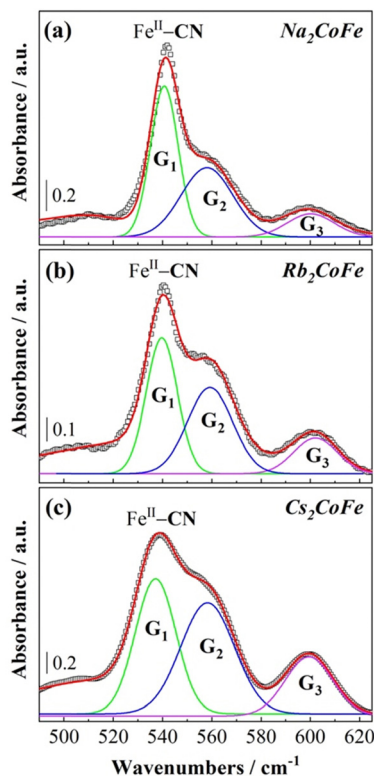 (a) Fe^II–CN Na₂CoFe
Absorbance / a.u.
0.2
G₁
G₂
G₃
(b) Fe^II–CN Rb₂CoFe
Absorbance / a.u.
0.1
G₁
G₂
G₃
(c) Fe^II–CN Cs₂CoFe
Absorbance / a.u.
0.2
G₁
G₂
G₃
500 520 540 560 580 600 620
Wavenumbers / cm⁻¹